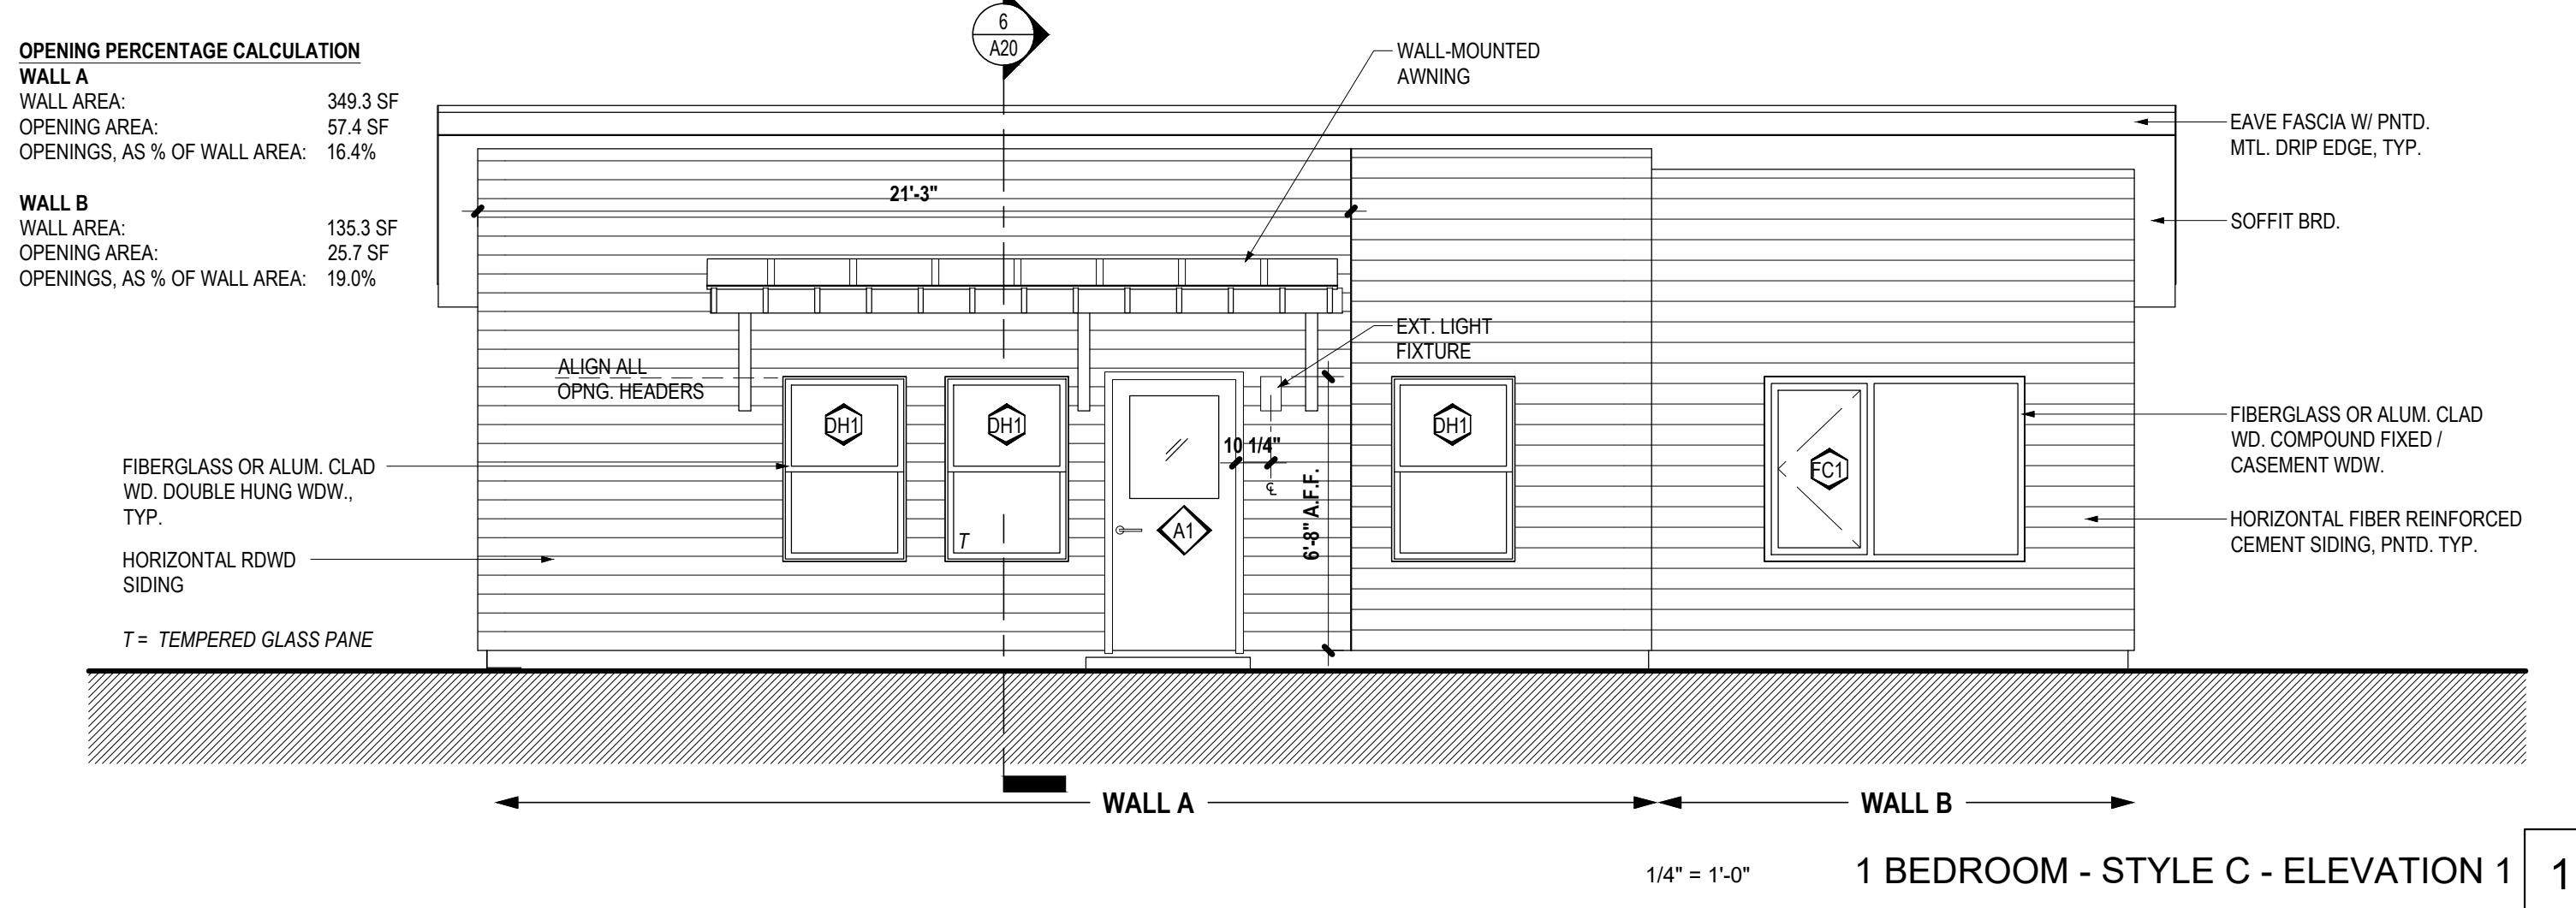 6
A20
OPENING PERCENTAGE CALCULATION
WALL A
WALL AREA: 349.3 SF
OPENING AREA: 57.4 SF
OPENINGS, AS % OF WALL AREA: 16.4%
WALL B
WALL AREA: 135.3 SF
OPENING AREA: 25.7 SF
OPENINGS, AS % OF WALL AREA: 19.0%
WALL-MOUNTED
AWNING
EAVE FASCIA W/ PNTD.
MTL. DRIP EDGE, TYP.
21'-3"
SOFFIT BRD.
EXT. LIGHT
FIXTURE
ALIGN ALL
OPNG. HEADERS
DH1
DH1
DH1
10 1/4"
℄
6'-8" A.F.F.
FC1
A1
T
FIBERGLASS OR ALUM. CLAD
WD. DOUBLE HUNG WDW.,
TYP.
HORIZONTAL RDWD
SIDING
T = TEMPERED GLASS PANE
FIBERGLASS OR ALUM. CLAD
WD. COMPOUND FIXED /
CASEMENT WDW.
HORIZONTAL FIBER REINFORCED
CEMENT SIDING, PNTD. TYP.
WALL A
WALL B
1/4" = 1'-0"
1 BEDROOM - STYLE C - ELEVATION 1
1